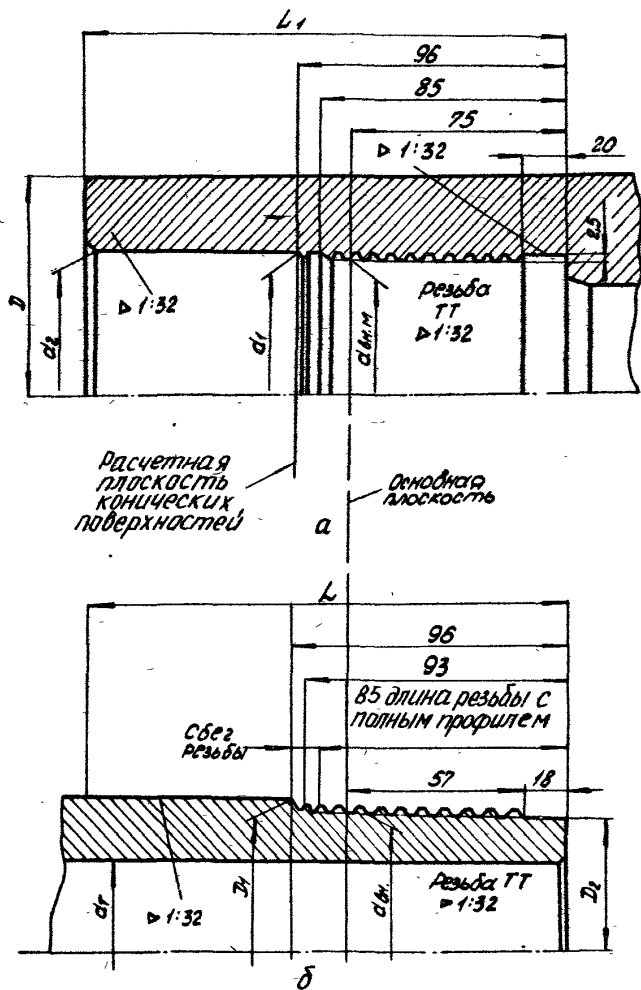 L1
96
85
75
▷ 1:32
20
2,5
D
d2
▷ 1:32
d1
dвн.м
Резьба
ТТ
▷ 1:32
Расчетная
плоскость
конических
поверхностей
Основная
плоскость
а
L
96
93
85 длина резьбы с
полным профилем
Сбег
резьбы
57
18
dт
▷ 1:32
D1
dвн.
Резьба ТТ
▷ 1:32
D2
б